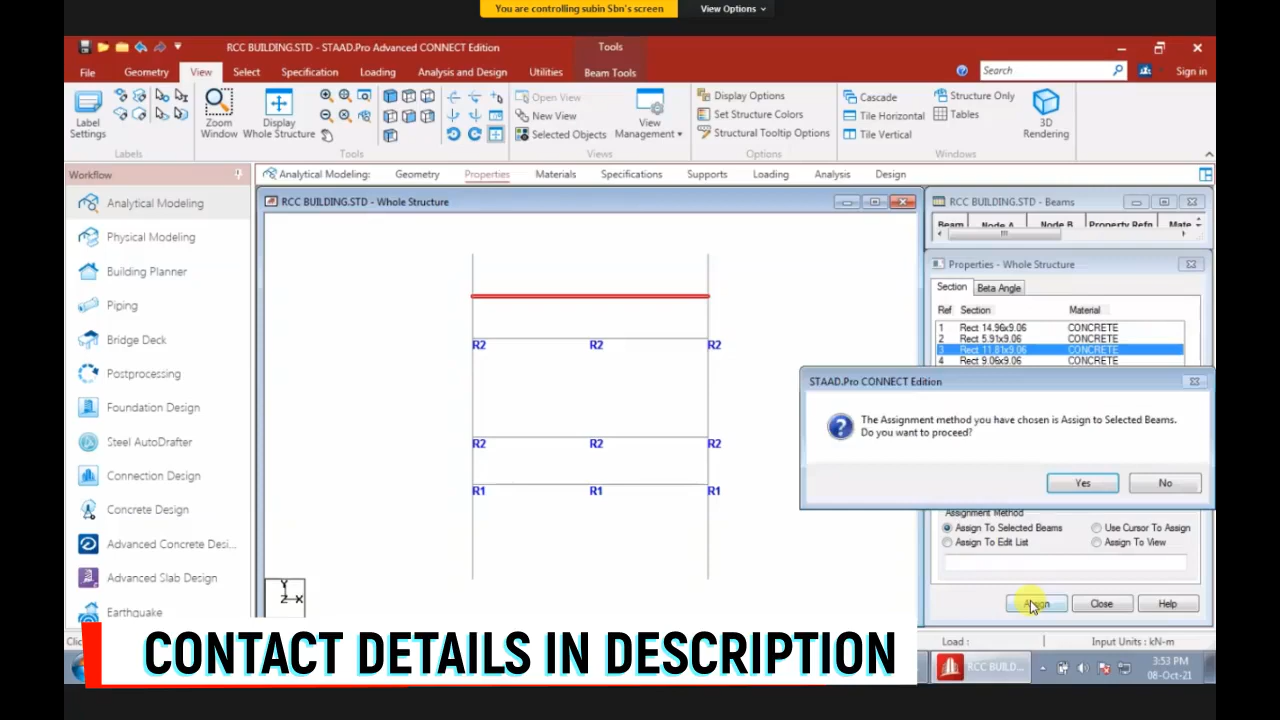 You are controlling subin Sbn's screen
View Options
RCC BUILDING.STD - STAAD.Pro Advanced CONNECT Edition
Tools
File
Geometry
View
Select
Specification
Loading
Analysis and Design
Utilities
Beam Tools
Search
Sign in
Label
Settings
Zoom
Window
Display
Whole Structure
Open View
New View
Selected Objects
View
Management
Display Options
Set Structure Colors
Structural Tooltip Options
Cascade
Tile Horizontal
Tile Vertical
Structure Only
Tables
3D
Rendering
Labels
Tools
Views
Options
Windows
Workflow
Analytical Modeling:
Geometry
Properties
Materials
Specifications
Supports
Loading
Analysis
Design
Analytical Modeling
Physical Modeling
Building Planner
Piping
Bridge Deck
Postprocessing
Foundation Design
Steel AutoDrafter
Connection Design
Concrete Design
Advanced Concrete Desi...
Advanced Slab Design
Earthquake
RCC BUILDING.STD - Whole Structure
R2 R2 R2
R2 R2 R2
R1 R1 R1
Y
Z X
RCC BUILDING.STD - Beams
Beam Node A Node B Property Refn Mate
Properties - Whole Structure
Section
Beta Angle
Ref Section Material
1 Rect 14.96x9.06 CONCRETE
2 Rect 5.91x9.06 CONCRETE
3 Rect 11.81x9.06 CONCRETE
4 Rect 9.06x9.06 CONCRETE
STAAD.Pro CONNECT Edition
The Assignment method you have chosen is Assign to Selected Beams.
Do you want to proceed?
Yes
No
Assignment Method
Assign To Selected Beams
Use Cursor To Assign
Assign To Edit List
Assign To View
Assign
Close
Help
Load :
Input Units : kN-m
RCC BUILD...
3:53 PM
08-Oct-21
CONTACT DETAILS IN DESCRIPTION